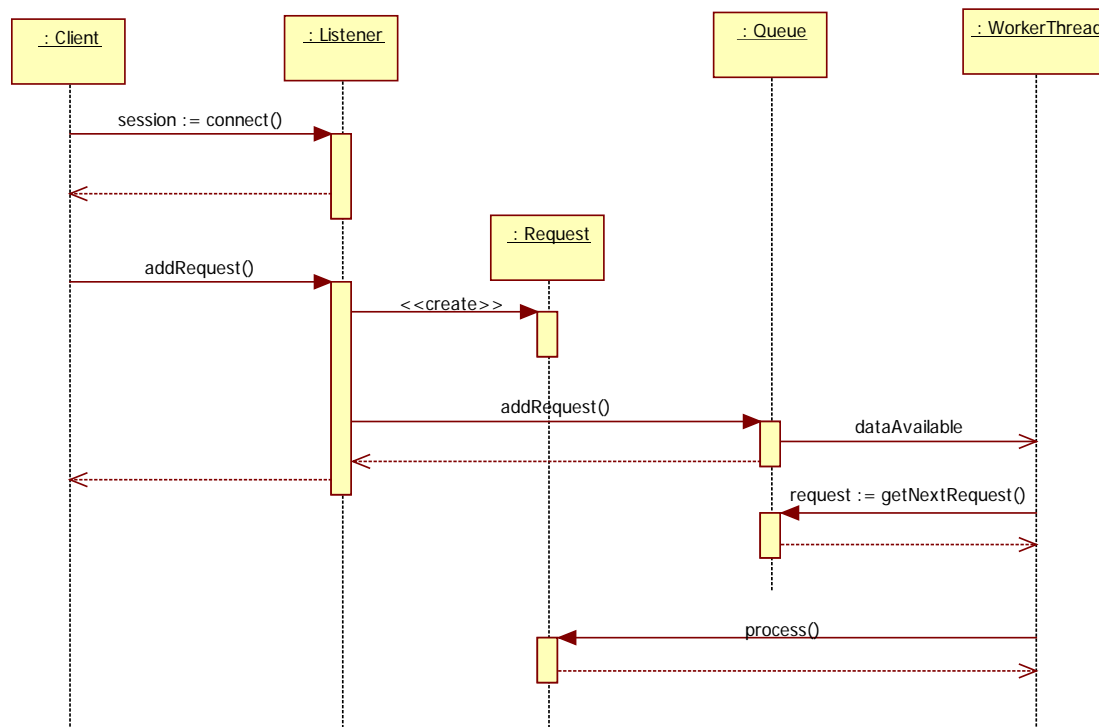 : Client
: Listener
: Queue
: WorkerThread
session := connect()
: Request
addRequest()
<<create>>
addRequest()
dataAvailable
request := getNextRequest()
process()